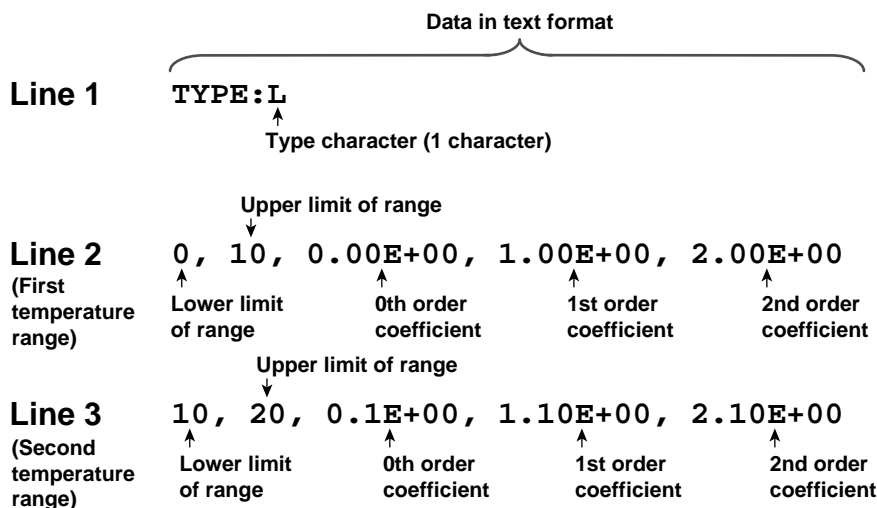 Data in text format
Line 1 TYPE:L
Type character (1 character)
Upper limit of range
Line 2 0, 10, 0.00E+00, 1.00E+00, 2.00E+00
(First temperature range)
Lower limit of range
0th order coefficient
1st order coefficient
2nd order coefficient
Upper limit of range
Line 3 10, 20, 0.1E+00, 1.10E+00, 2.10E+00
(Second temperature range)
Lower limit of range
0th order coefficient
1st order coefficient
2nd order coefficient